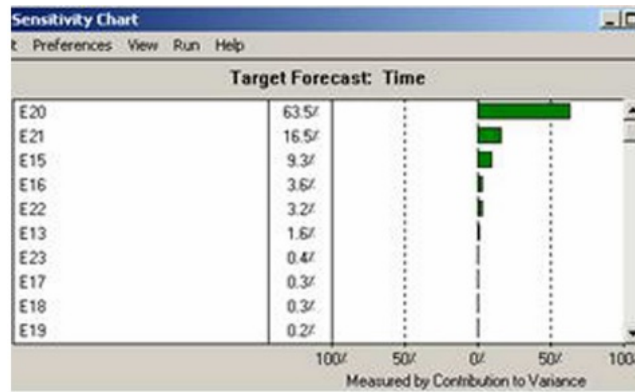 Sensitivity Chart
t Preferences View Run Help
Target Forecast: Time
E20 63.5%
E21 16.5%
E15 9.3%
E16 3.6%
E22 3.2%
E13 1.6%
E23 0.4%
E17 0.3%
E18 0.3%
E19 0.2%
100% 50% 0% 50% 100%
Measured by Contribution to Variance